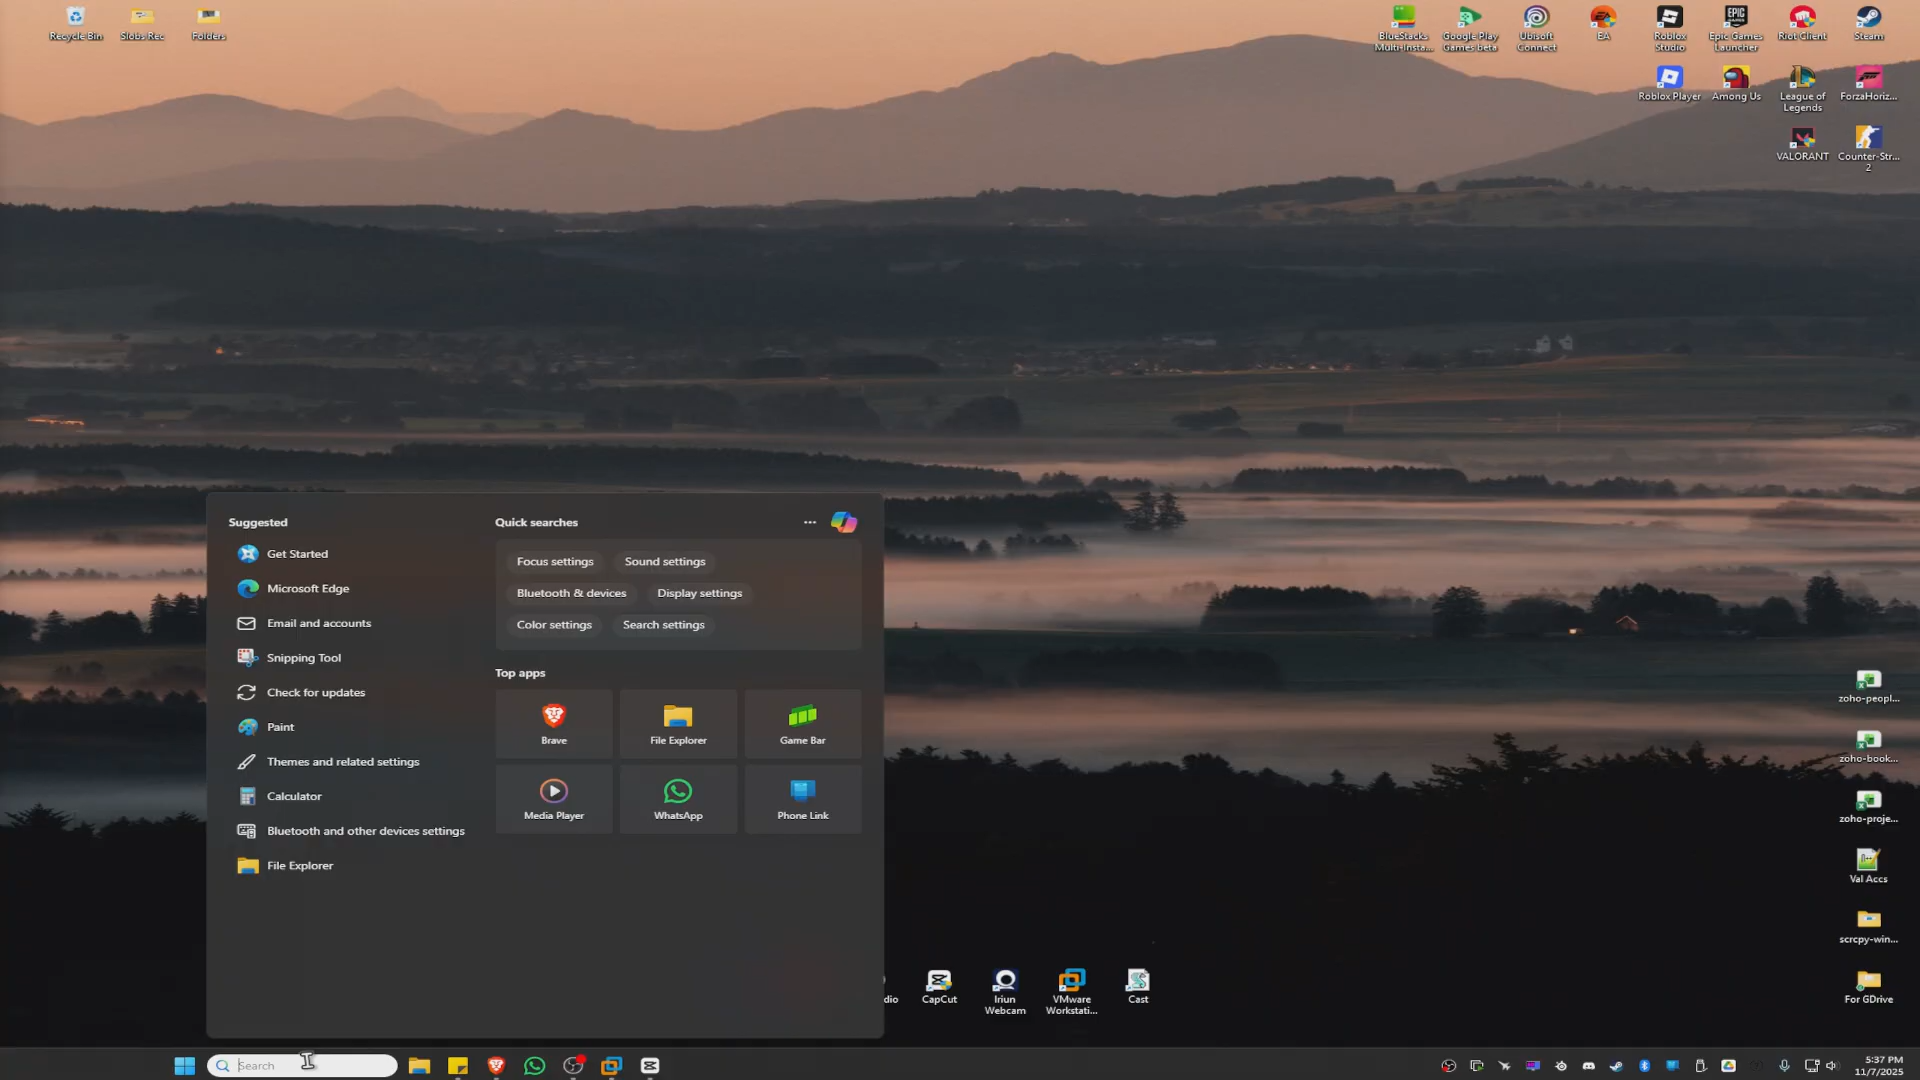 Recycle Bin
Slobs Rec
Folders
BlueStacks
Multi-Insta...
Google Play
Games beta
Ubisoft
Connect
EA
Roblox
Studio
Epic Games
Launcher
Riot Client
Steam
Roblox Player
Among Us
League of
Legends
ForzaHoriz...
VALORANT
Counter-Str...
2
Suggested
Get Started
Microsoft Edge
Email and accounts
Snipping Tool
Check for updates
Paint
Themes and related settings
Calculator
Bluetooth and other devices settings
File Explorer
Quick searches
Focus settings
Sound settings
Bluetooth & devices
Display settings
Color settings
Search settings
Top apps
Brave
File Explorer
Game Bar
Media Player
WhatsApp
Phone Link
zoho-peopl...
zoho-book...
zoho-proje...
Val Accs
scrcpy-win...
For GDrive
dio
CapCut
Iriun
Webcam
VMware
Workstati...
Cast
Search
5:37 PM
11/7/2025